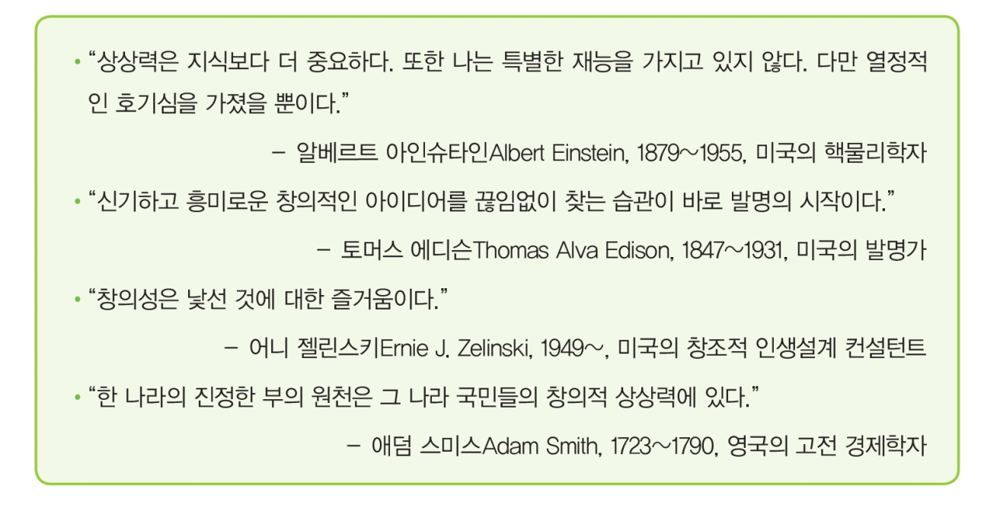 • “상상력은 지식보다 더 중요하다. 또한 나는 특별한 재능을 가지고 있지 않다. 다만 열정적
인 호기심을 가졌을 뿐이다.”
– 알베르트 아인슈타인Albert Einstein, 1879~1955, 미국의 핵물리학자
• “신기하고 흥미로운 창의적인 아이디어를 끊임없이 찾는 습관이 바로 발명의 시작이다.”
– 토머스 에디슨Thomas Alva Edison, 1847~1931, 미국의 발명가
• “창의성은 낯선 것에 대한 즐거움이다.”
– 어니 젤린스키Ernie J. Zelinski, 1949~, 미국의 창조적 인생설계 컨설턴트
• “한 나라의 진정한 부의 원천은 그 나라 국민들의 창의적 상상력에 있다.”
– 애덤 스미스Adam Smith, 1723~1790, 영국의 고전 경제학자